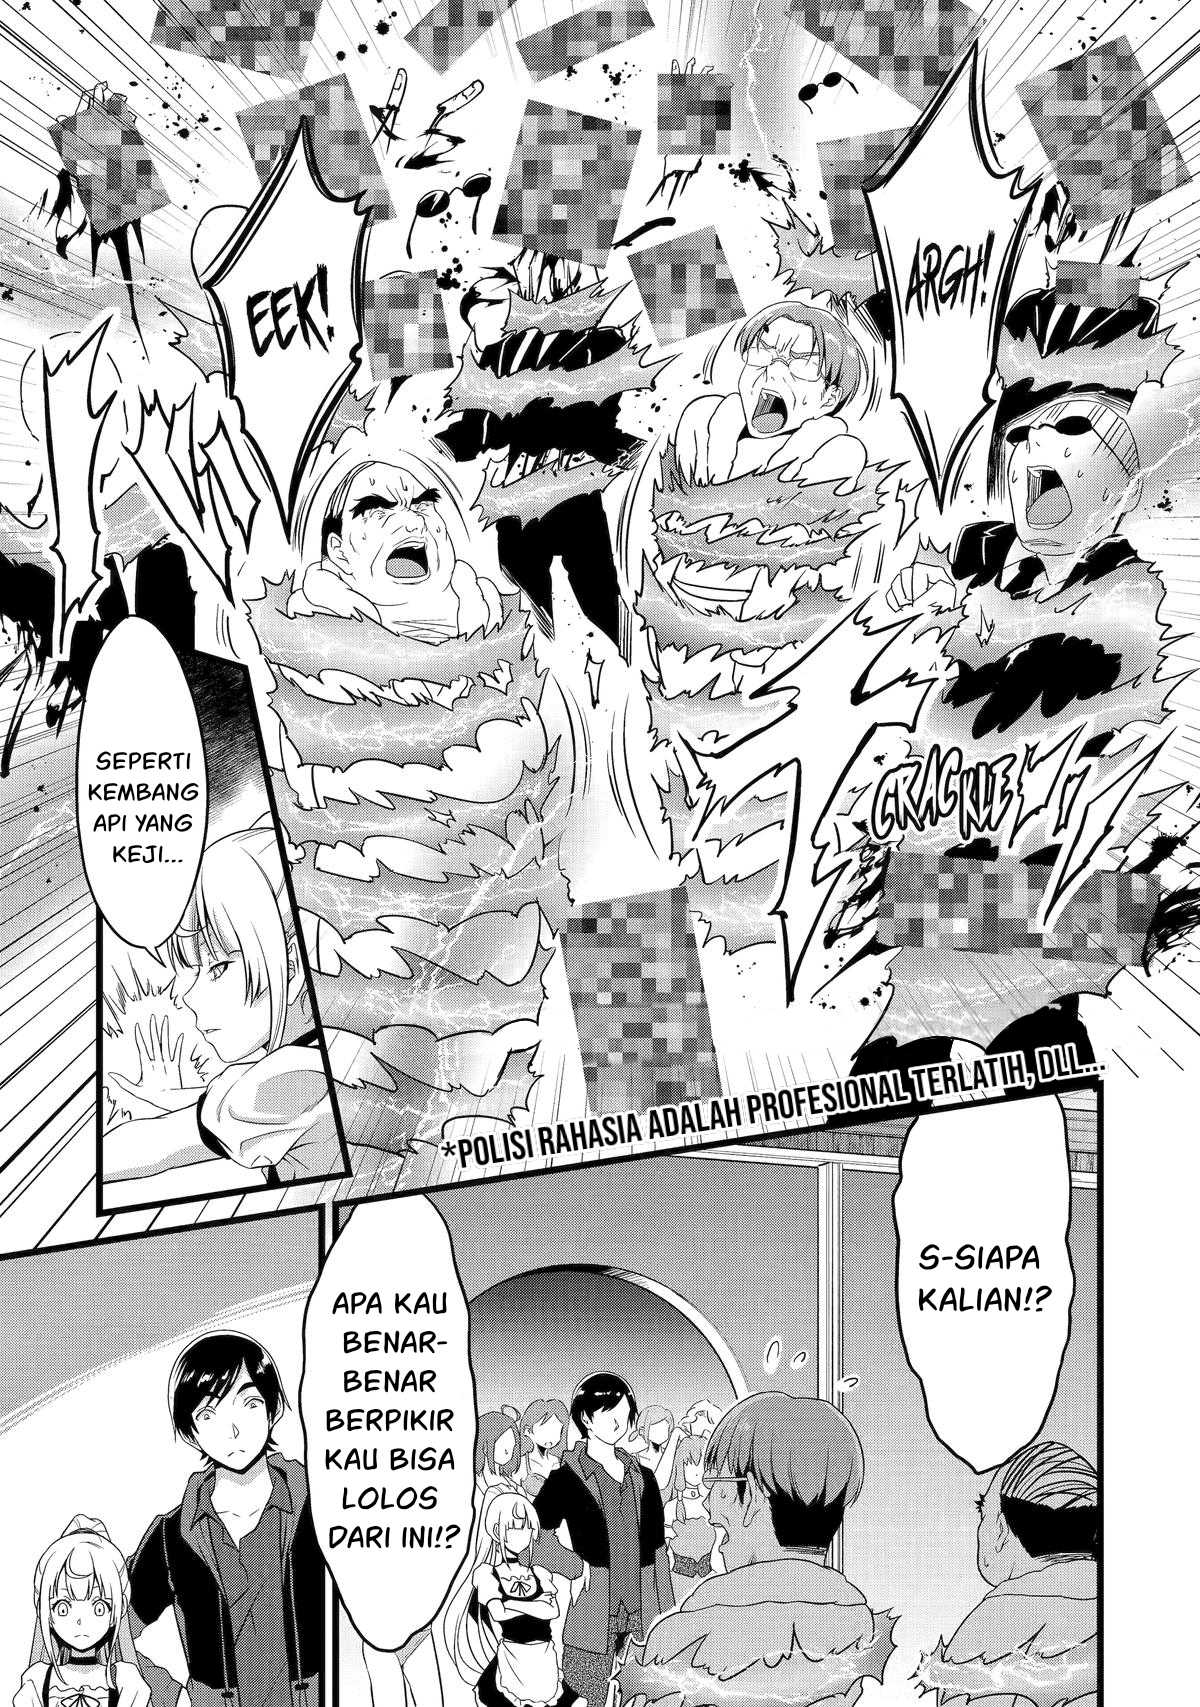 ARGH!
EEK!
CRACKLE
SEPERTI
KEMBANG
API YANG
KEJI...
*POLISI RAHASIA ADALAH PROFESIONAL TERLATIH, DLL...
S-SIAPA
KALIAN!?
APA KAU
BENAR-
BENAR
BERPIKIR
KAU BISA
LOLOS
DARI INI!?